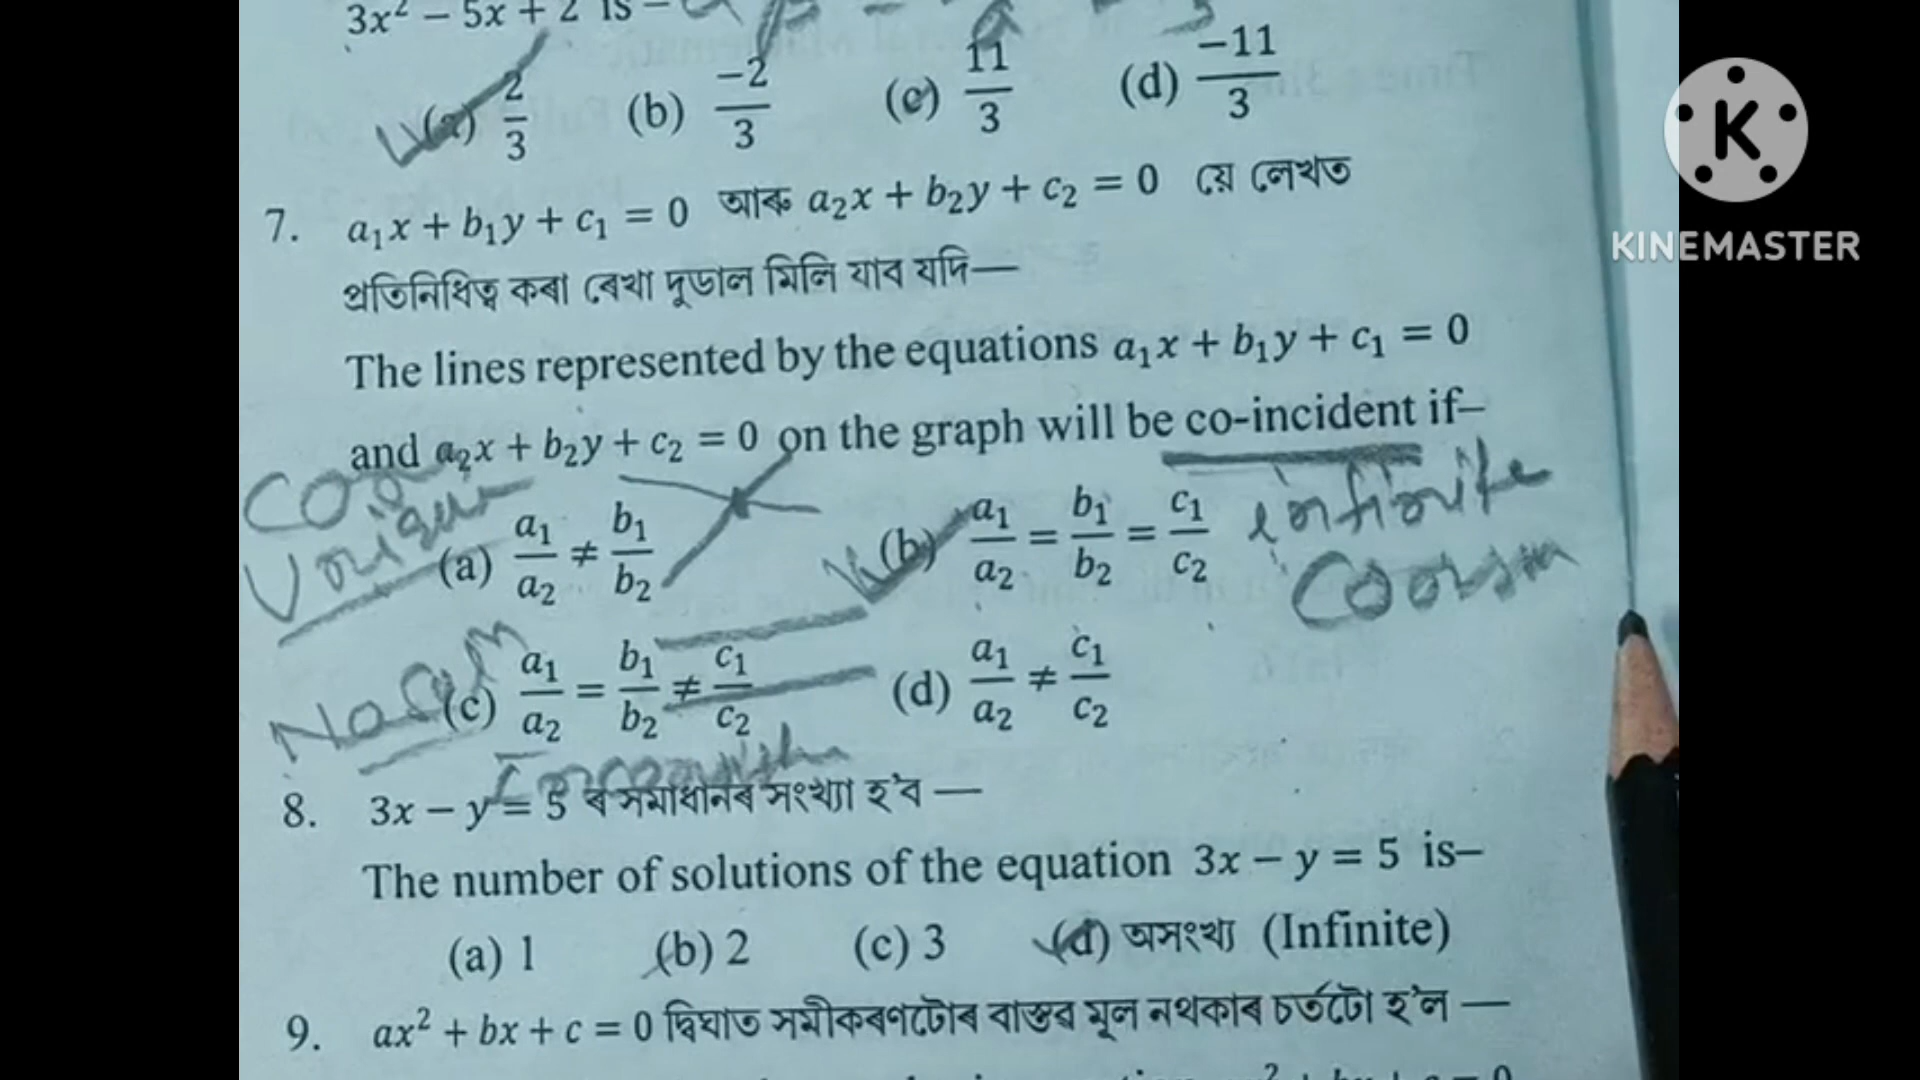 3x² − 5x + 2 is −
(a) 2/3 (b) −2/3 (c) 11/3 (d) −11/3
7. a₁x + b₁y + c₁ = 0 আৰু a₂x + b₂y + c₂ = 0 য়ে লেখত
প্ৰতিনিধিত্ব কৰা ৰেখা দুডাল মিলি যাব যদি—
The lines represented by the equations a₁x + b₁y + c₁ = 0
and a₂x + b₂y + c₂ = 0 on the graph will be co-incident if–
(a) a₁/a₂ ≠ b₁/b₂ (b) a₁/a₂ = b₁/b₂ = c₁/c₂ infinite
(c) a₁/a₂ = b₁/b₂ ≠ c₁/c₂ (d) a₁/a₂ ≠ c₁/c₂
8. 3x − y = 5 ৰ সমাধানৰ সংখ্যা হ'ব —
The number of solutions of the equation 3x − y = 5 is–
(a) 1 (b) 2 (c) 3 (d) অসংখ্য (Infinite)
9. ax² + bx + c = 0 দ্বিঘাত সমীকৰণটোৰ বাস্তৱ মূল নথকাৰ চৰ্তটো হ'ল —
K
KINEMASTER